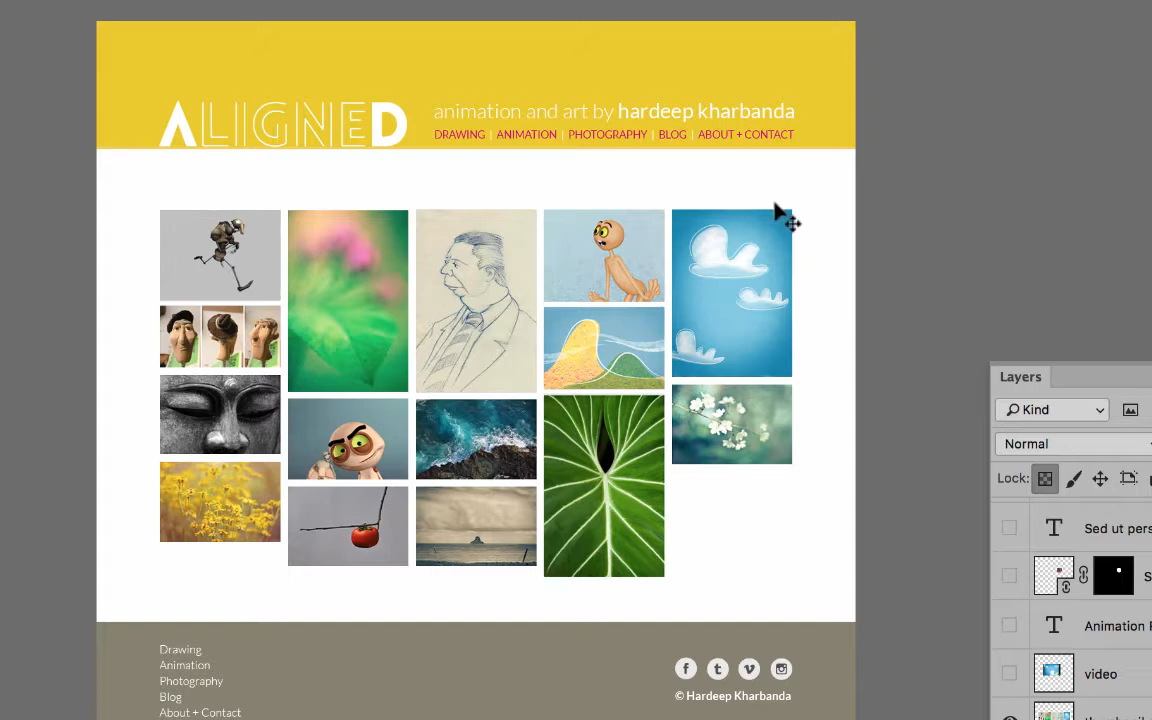 ALIGNED
animation and art by hardeep kharbanda
DRAWING | ANIMATION | PHOTOGRAPHY | BLOG | ABOUT + CONTACT
Drawing
Animation
Photography
Blog
About + Contact
© Hardeep Kharbanda
Layers
Kind
Normal
Lock:
Sed ut pers
S
Animation
video